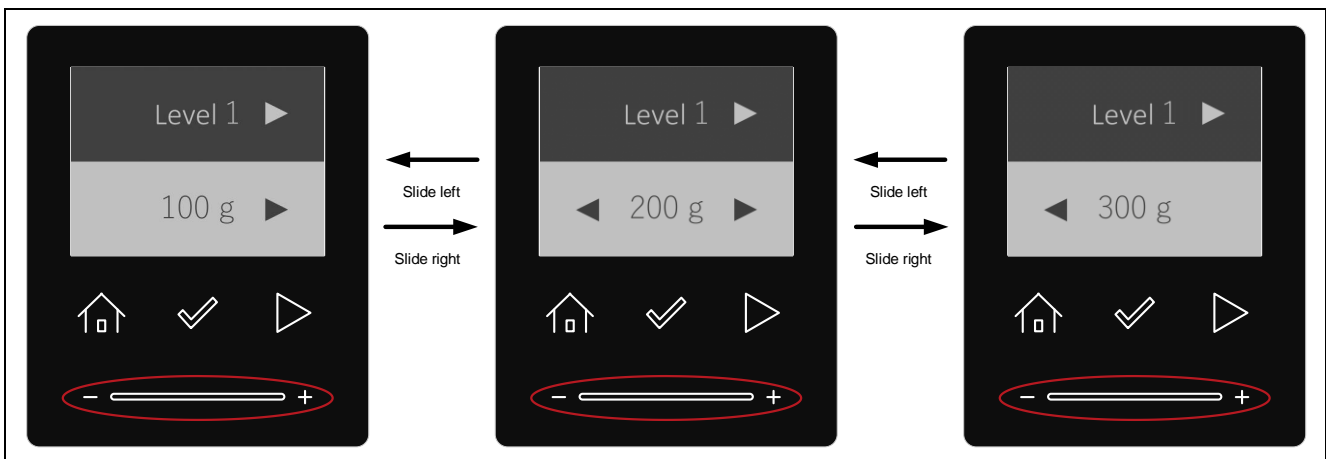 Level 1 ▶
100 g ▶
− +
Slide left
Slide right
Level 1 ▶
◀ 200 g ▶
− +
Slide left
Slide right
Level 1 ▶
◀ 300 g
− +